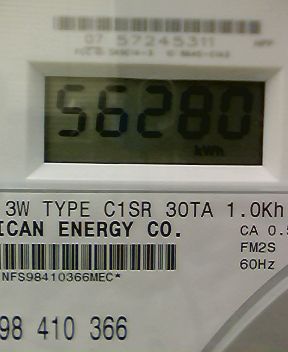 07 57245311
56280
kWh
3W TYPE C1SR 30TA 1.0Kh
ICAN ENERGY CO.
CA 0.5
FM2S
60Hz
NFS98410366MEC*
98 410 366